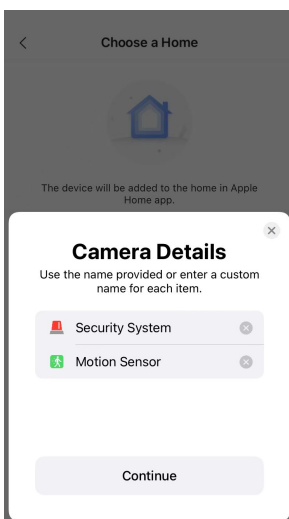 Choose a Home
The device will be added to the home in Apple
Home app.
Camera Details
Use the name provided or enter a custom
name for each item.
Security System
Motion Sensor
Continue